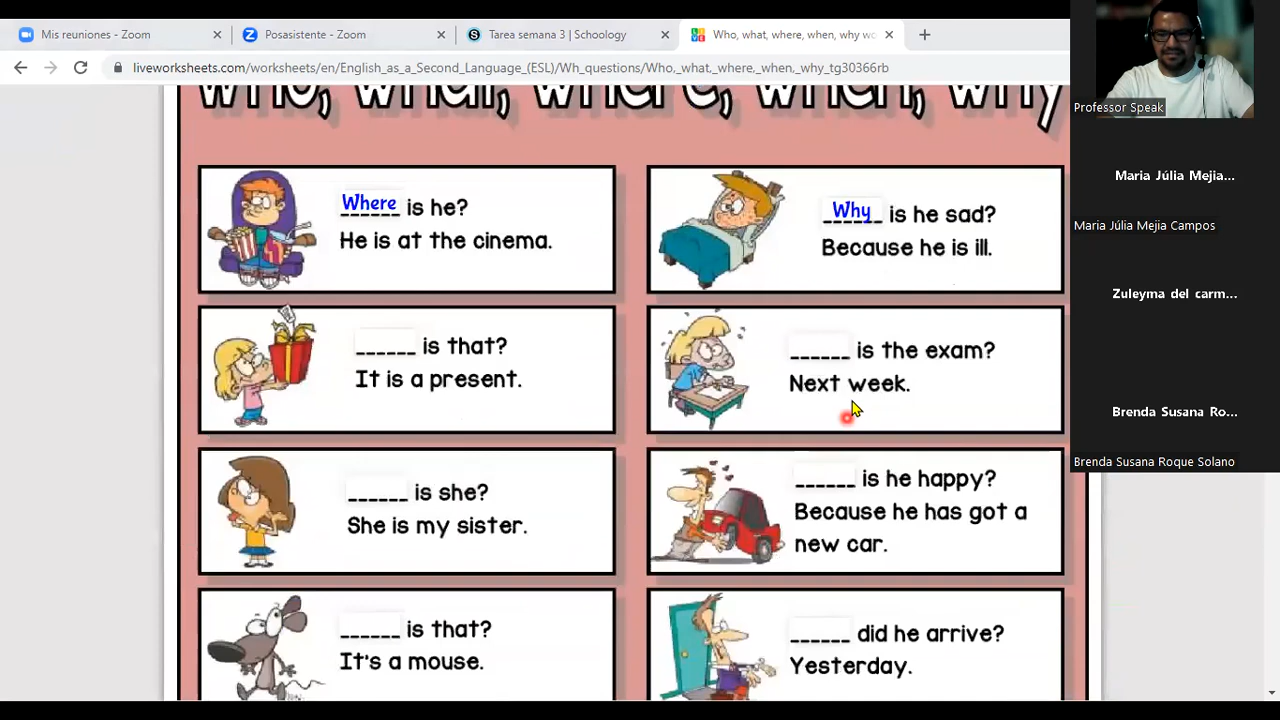 Mis reuniones - Zoom
Posasistente - Zoom
Tarea semana 3 | Schoology
Who, what, where, when, why wo
liveworksheets.com/worksheets/en/English_as_a_Second_Language_(ESL)/Wh_questions/Who,_what,_where,_when,_why_tg30366rb
who, what, where, when, why
Where is he?
He is at the cinema.
Why is he sad?
Because he is ill.
______ is that?
It is a present.
______ is the exam?
Next week.
______ is she?
She is my sister.
______ is he happy?
Because he has got a
new car.
______ is that?
It's a mouse.
______ did he arrive?
Yesterday.
Professor Speak
Maria Júlia Mejia...
Maria Júlia Mejia Campos
Zuleyma del carm...
Brenda Susana Ro...
Brenda Susana Roque Solano